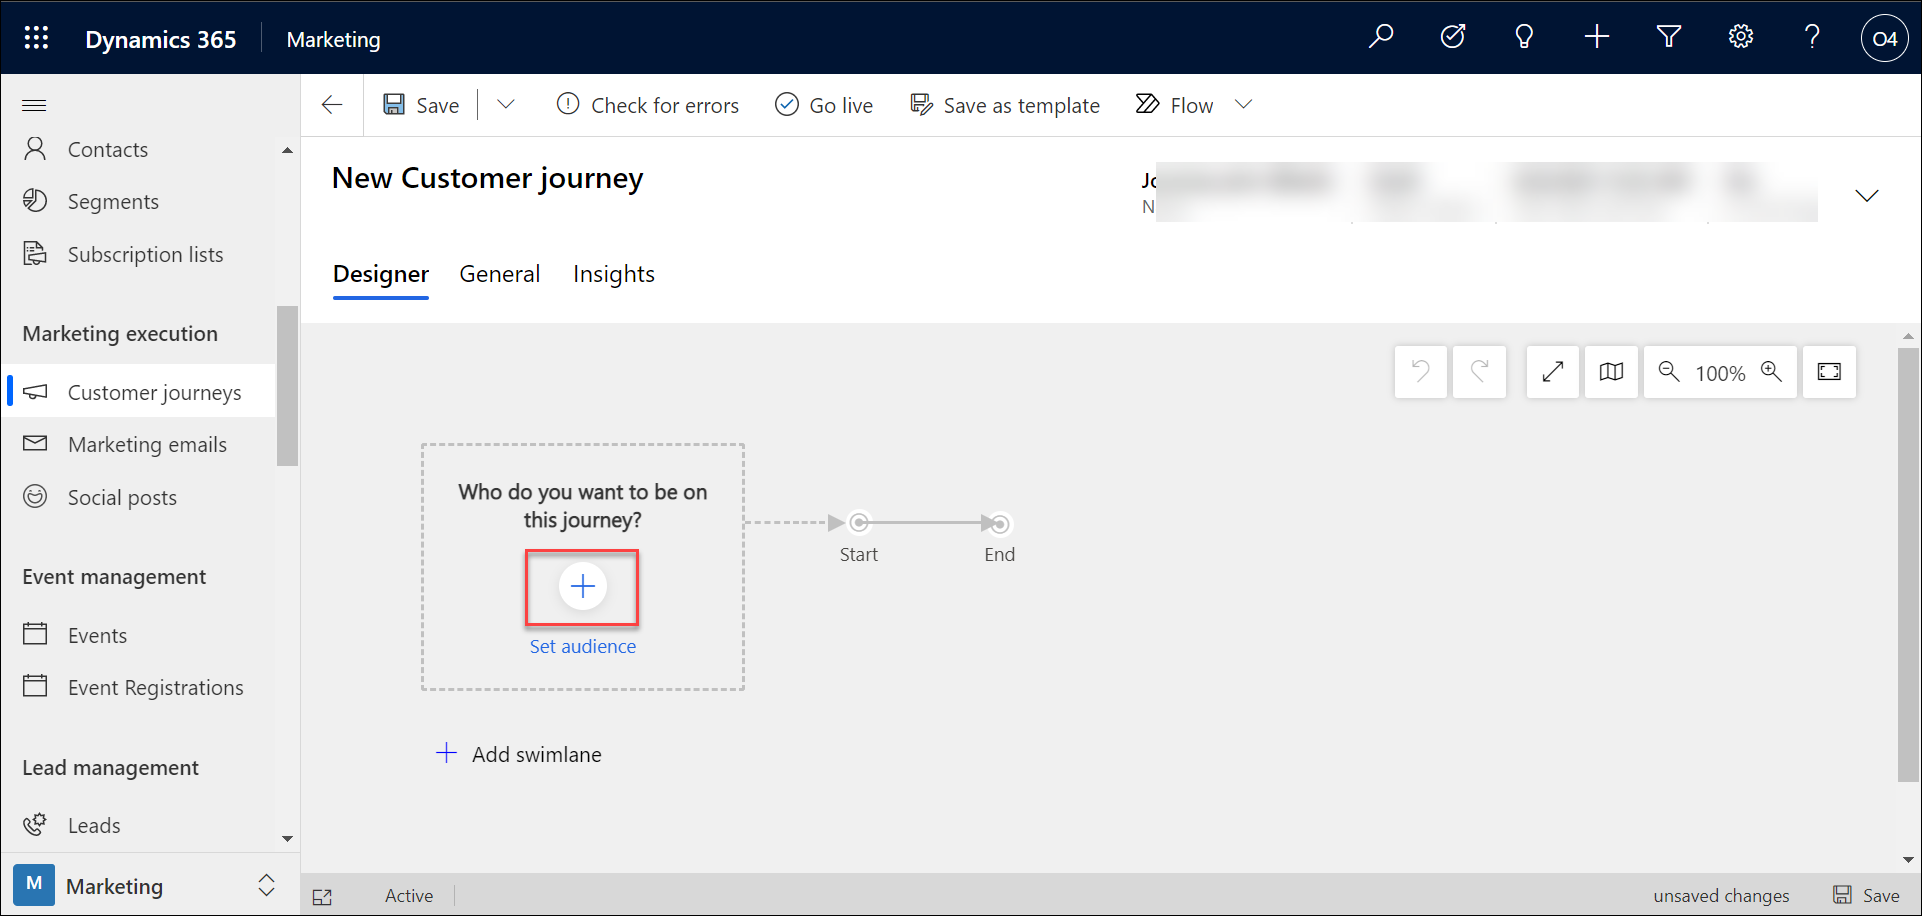 Dynamics 365
Marketing
O4
Contacts
Segments
Subscription lists
Marketing execution
Customer journeys
Marketing emails
Social posts
Event management
Events
Event Registrations
Lead management
Leads
M
Marketing
Save
Check for errors
Go live
Save as template
Flow
New Customer journey
Designer
General
Insights
100%
Who do you want to be on
this journey?
Set audience
Start
End
Add swimlane
Active
unsaved changes
Save